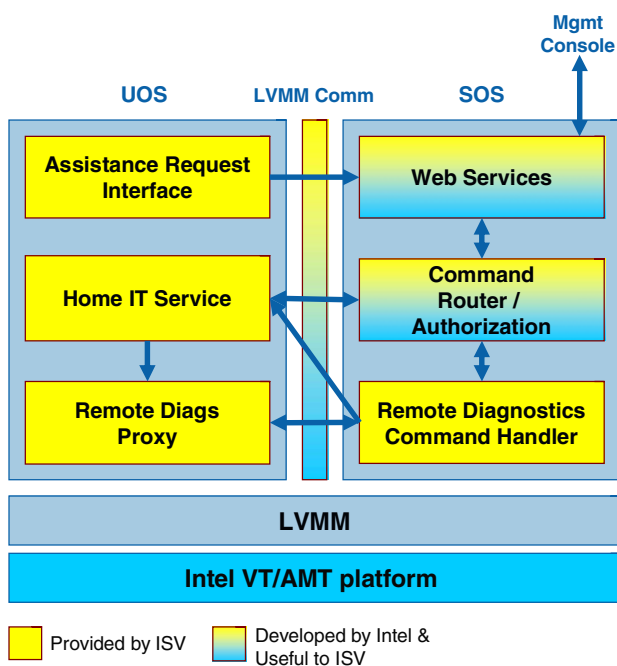 Mgmt
Console
UOS
LVMM Comm
SOS
Assistance Request
Interface
Web Services
Home IT Service
Command
Router /
Authorization
Remote Diags
Proxy
Remote Diagnostics
Command Handler
LVMM
Intel VT/AMT platform
Provided by ISV
Developed by Intel &
Useful to ISV